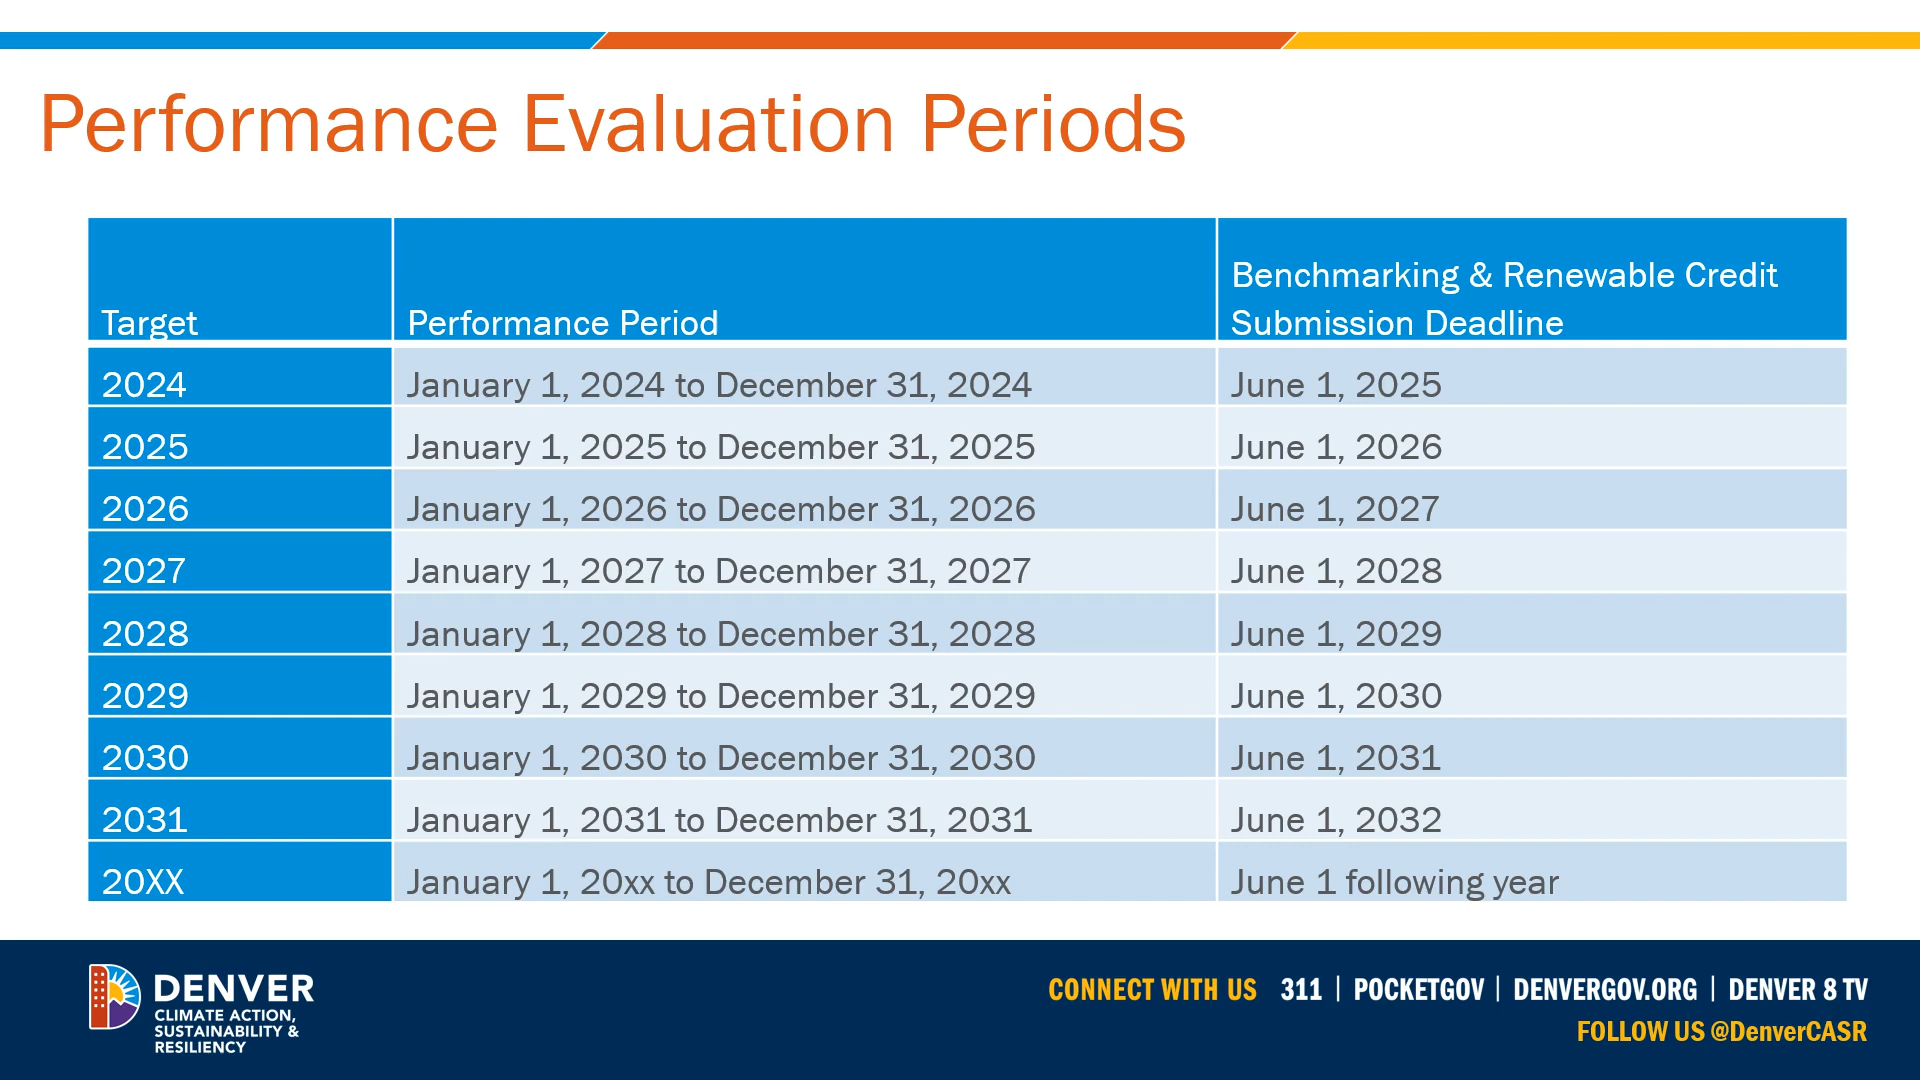 Performance Evaluation Periods
Target
Performance Period
Benchmarking & Renewable Credit
Submission Deadline
2024 January 1, 2024 to December 31, 2024 June 1, 2025
2025 January 1, 2025 to December 31, 2025 June 1, 2026
2026 January 1, 2026 to December 31, 2026 June 1, 2027
2027 January 1, 2027 to December 31, 2027 June 1, 2028
2028 January 1, 2028 to December 31, 2028 June 1, 2029
2029 January 1, 2029 to December 31, 2029 June 1, 2030
2030 January 1, 2030 to December 31, 2030 June 1, 2031
2031 January 1, 2031 to December 31, 2031 June 1, 2032
20XX January 1, 20xx to December 31, 20xx June 1 following year
DENVER
CLIMATE ACTION,
SUSTAINABILITY &
RESILIENCY
CONNECT WITH US 311 | POCKETGOV | DENVERGOV.ORG | DENVER 8 TV
FOLLOW US @DenverCASR